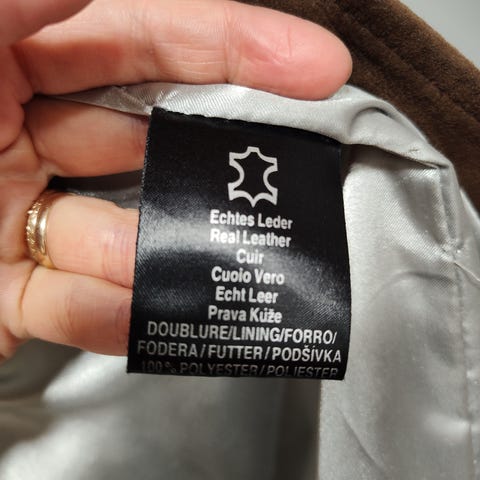 Echtes Leder
Real Leather
Cuir
Cuoio Vero
Echt Leer
Prava Kůže
DOUBLURE/LINING/FORRO/
FODERA/FUTTER/PODŠÍVKA
100% POLYESTER/POLIESTER